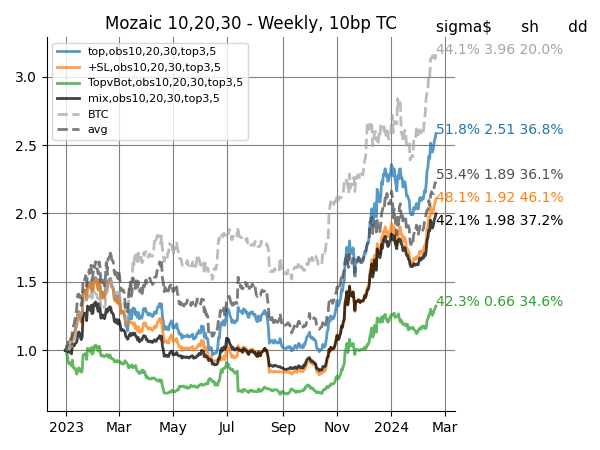 Mozaic 10,20,30 - Weekly, 10bp TC
sigma$ sh dd
44.1% 3.96 20.0%
51.8% 2.51 36.8%
53.4% 1.89 36.1%
48.1% 1.92 46.1%
42.1% 1.98 37.2%
42.3% 0.66 34.6%
top,obs10,20,30,top3,5
+SL,obs10,20,30,top3,5
TopvBot,obs10,20,30,top3,5
mix,obs10,20,30,top3,5
BTC
avg
3.0
2.5
2.0
1.5
1.0
2023 Mar May Jul Sep Nov 2024 Mar